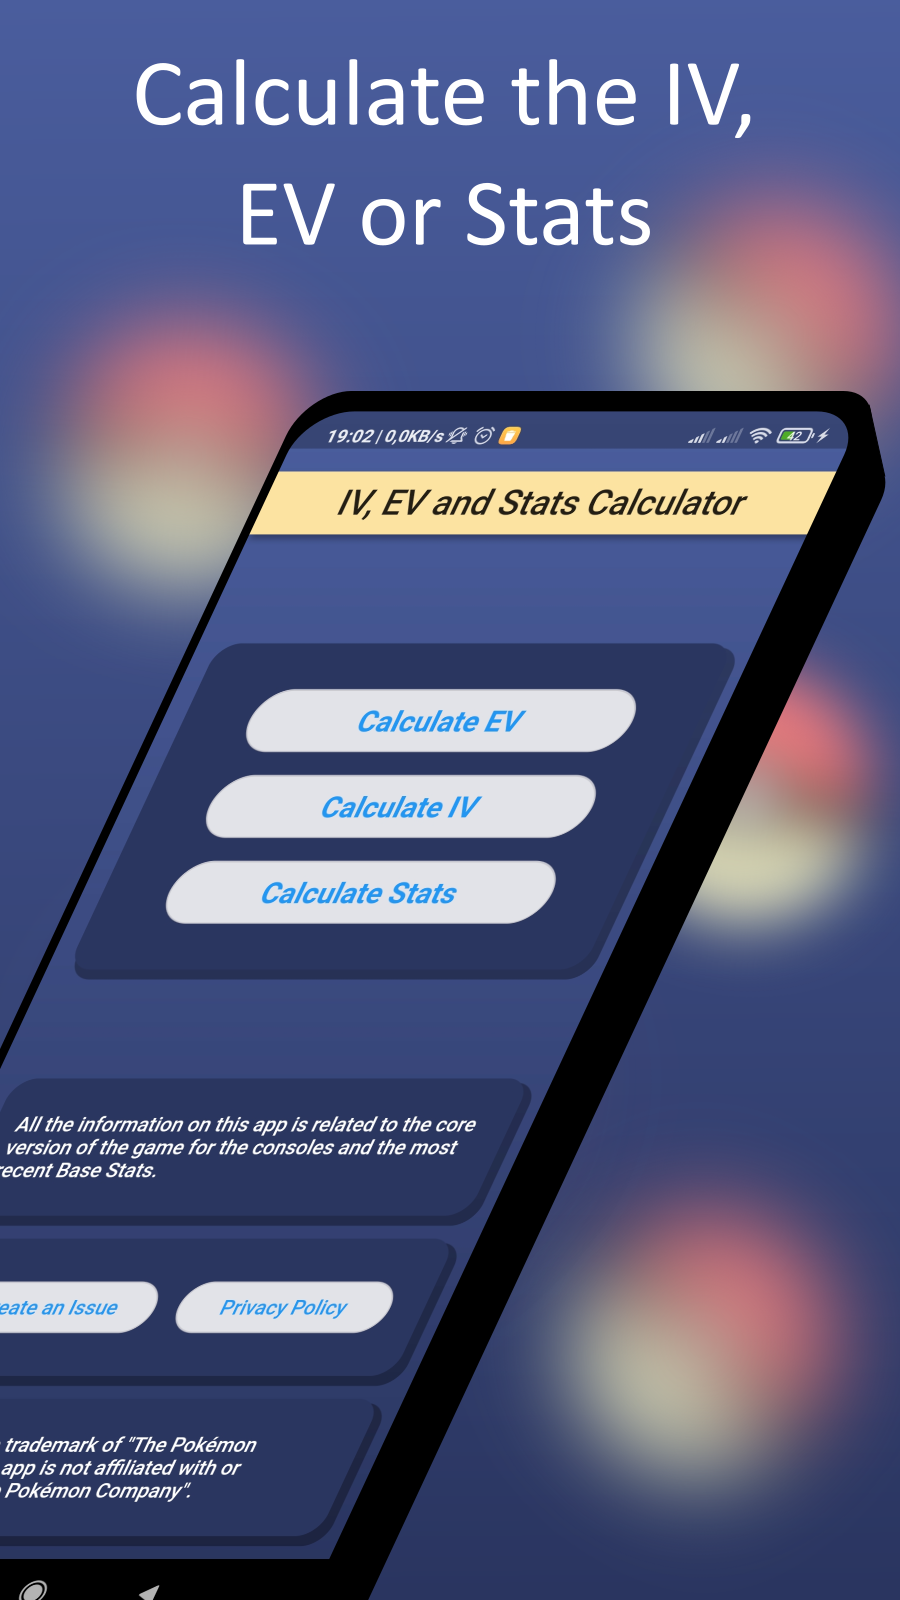 Calculate the IV,
EV or Stats
19:02 | 0,0KB/s
42
IV, EV and Stats Calculator
Calculate EV
Calculate IV
Calculate Stats
All the information on this app is related to the core
version of the game for the consoles and the most
recent Base Stats.
eate an Issue
Privacy Policy
trademark of "The Pokémon
app is not affiliated with or
Pokémon Company".